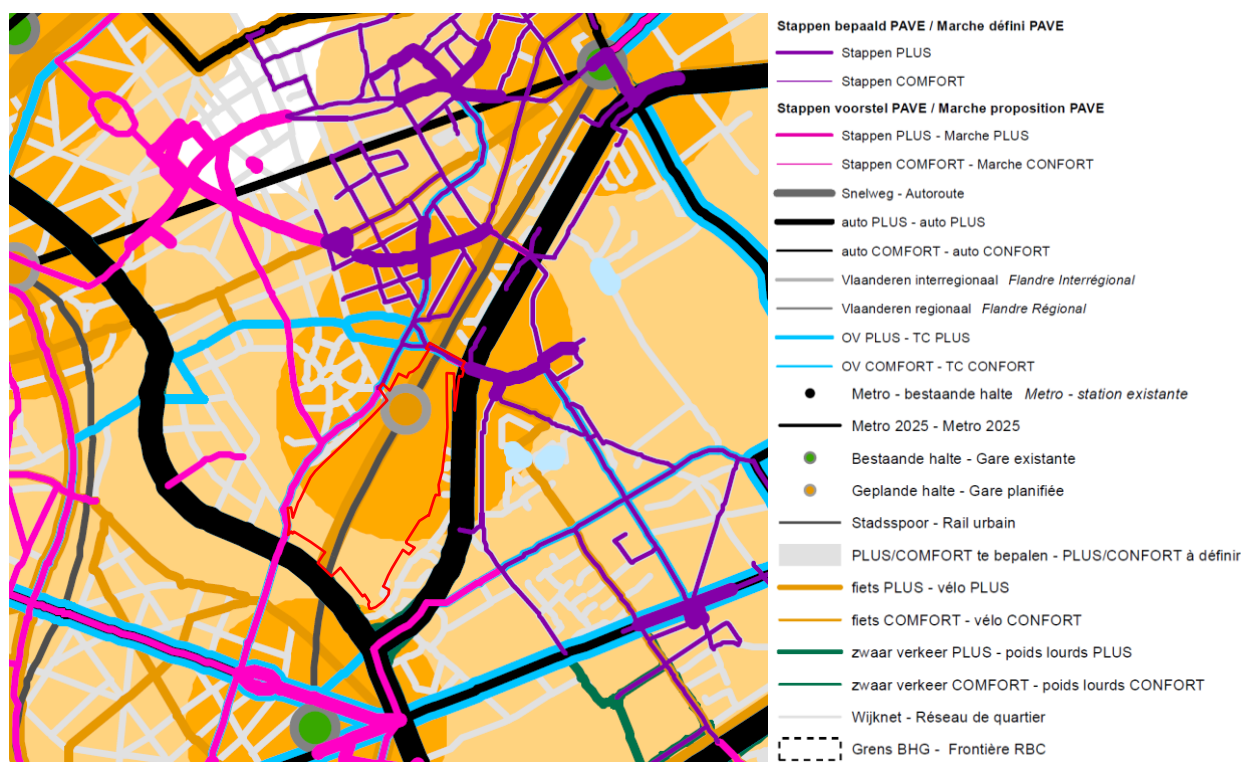 Stappen bepaald PAVE / Marche défini PAVE
Stappen PLUS
Stappen COMFORT
Stappen voorstel PAVE / Marche proposition PAVE
Stappen PLUS - Marche PLUS
Stappen COMFORT - Marche CONFORT
Snelweg - Autoroute
auto PLUS - auto PLUS
auto COMFORT - auto CONFORT
Vlaanderen interregionaal Flandre Interrégional
Vlaanderen regionaal Flandre Régional
OV PLUS - TC PLUS
OV COMFORT - TC CONFORT
Metro - bestaande halte Metro - station existante
Metro 2025 - Metro 2025
Bestaande halte - Gare existante
Geplande halte - Gare planifiée
Stadsspoor - Rail urbain
PLUS/COMFORT te bepalen - PLUS/CONFORT à définir
fiets PLUS - vélo PLUS
fiets COMFORT - vélo CONFORT
zwaar verkeer PLUS - poids lourds PLUS
zwaar verkeer COMFORT - poids lourds CONFORT
Wijknet - Réseau de quartier
Grens BHG - Frontière RBC